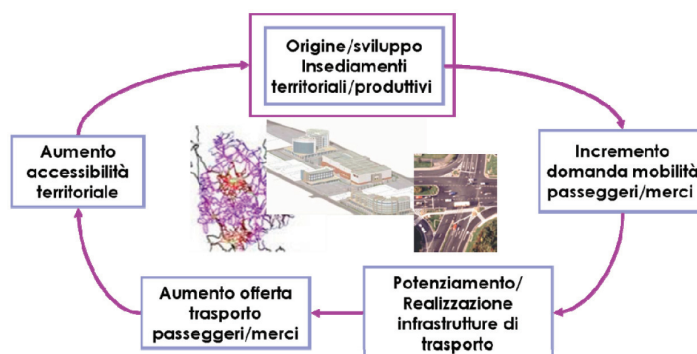 Origine/sviluppo
Insediamenti
territoriali/produttivi
Incremento
domanda mobilità
passeggeri/merci
Potenziamento/
Realizzazione
infrastrutture di
trasporto
Aumento offerta
trasporto
passeggeri/merci
Aumento
accessibilità
territoriale